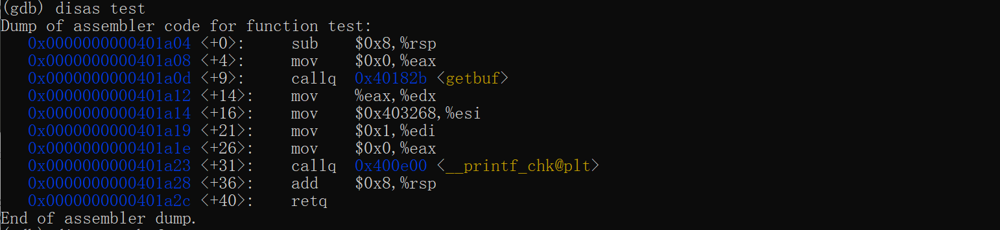 (gdb) disas test
Dump of assembler code for function test:
   0x0000000000401a04 <+0>:     sub    $0x8,%rsp
   0x0000000000401a08 <+4>:     mov    $0x0,%eax
   0x0000000000401a0d <+9>:     callq  0x40182b <getbuf>
   0x0000000000401a12 <+14>:    mov    %eax,%edx
   0x0000000000401a14 <+16>:    mov    $0x403268,%esi
   0x0000000000401a19 <+21>:    mov    $0x1,%edi
   0x0000000000401a1e <+26>:    mov    $0x0,%eax
   0x0000000000401a23 <+31>:    callq  0x400e00 <__printf_chk@plt>
   0x0000000000401a28 <+36>:    add    $0x8,%rsp
   0x0000000000401a2c <+40>:    retq
End of assembler dump.